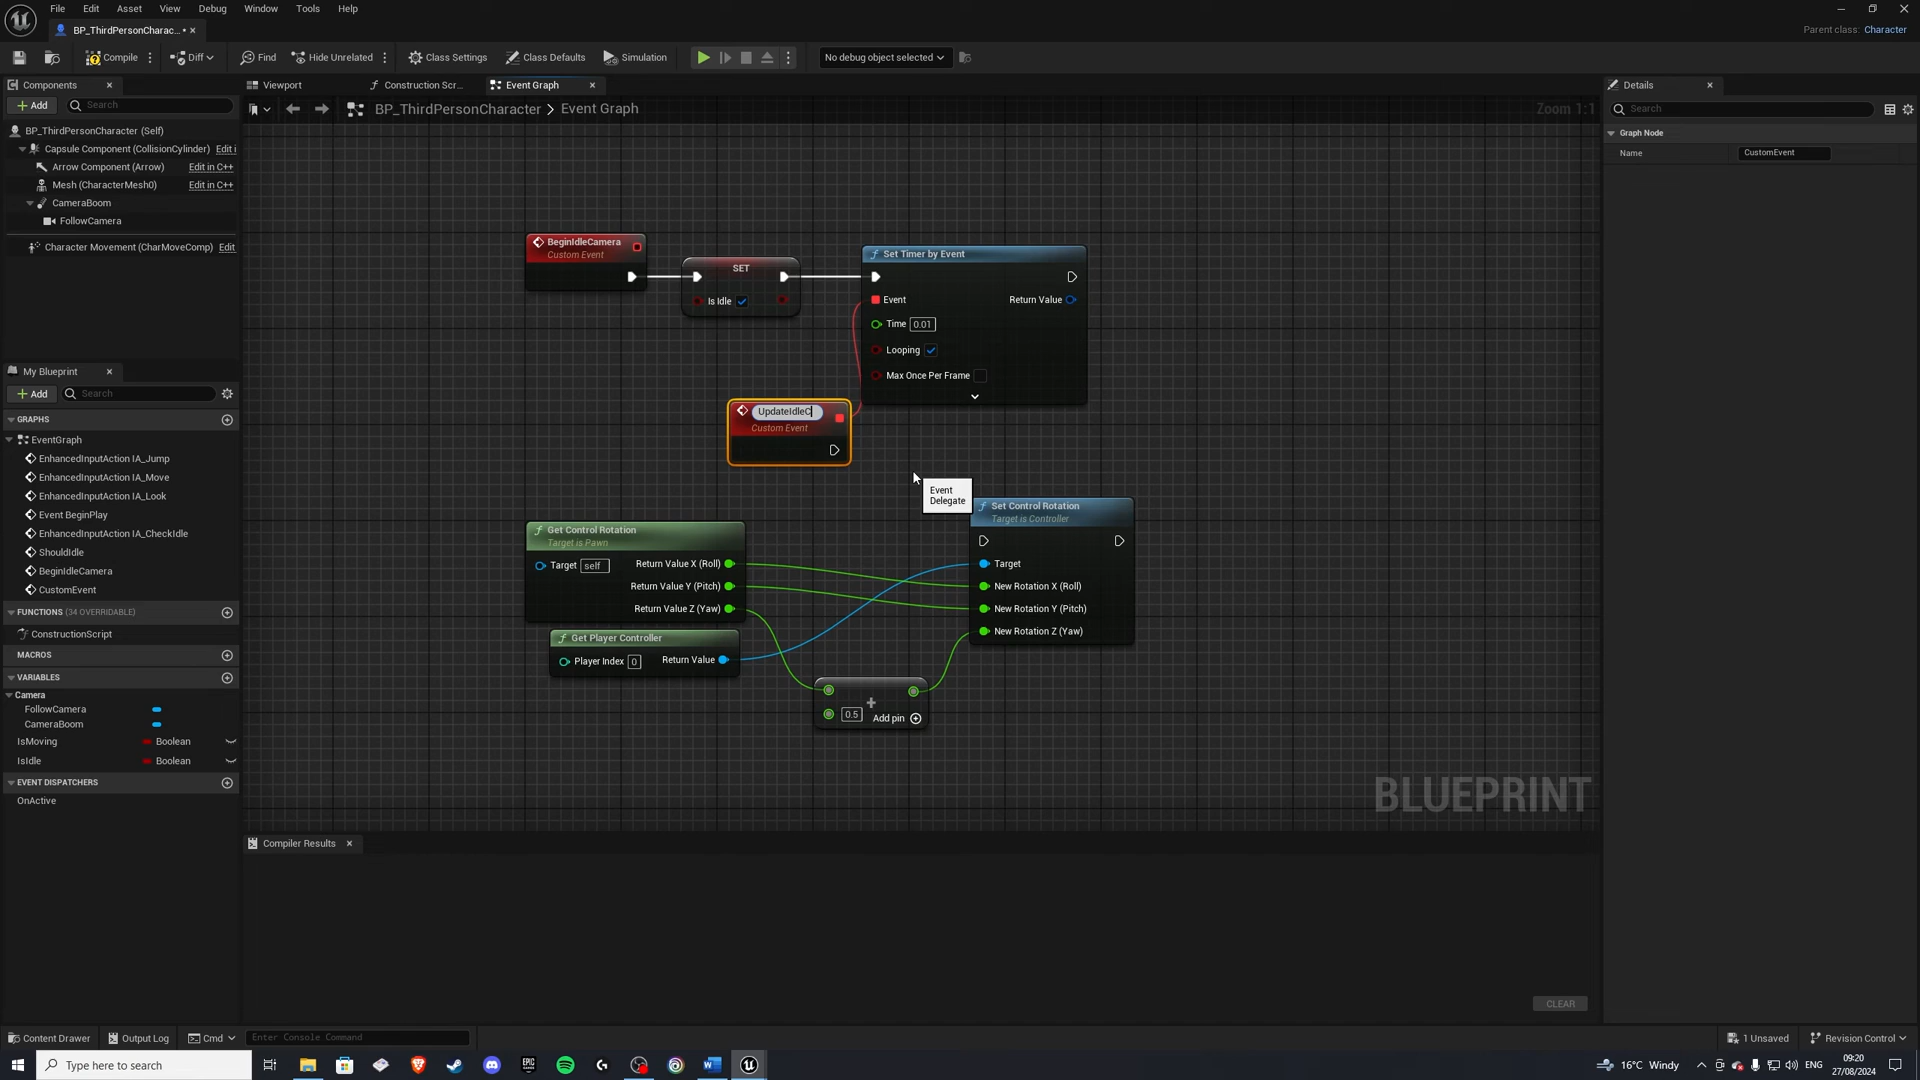 File Edit Asset View Debug Window Tools Help
BP_ThirdPersonCharac...
Parent class: Character
Compile Diff Find Hide Unrelated Class Settings Class Defaults Simulation No debug object selected
Components
Add Search
BP_ThirdPersonCharacter (Self)
Capsule Component (CollisionCylinder) Edit i
Arrow Component (Arrow) Edit in C++
Mesh (CharacterMesh0) Edit in C++
CameraBoom
FollowCamera
Character Movement (CharMoveComp) Edit
My Blueprint
Add Search
GRAPHS
EventGraph
EnhancedInputAction IA_Jump
EnhancedInputAction IA_Move
EnhancedInputAction IA_Look
Event BeginPlay
EnhancedInputAction IA_CheckIdle
ShouldIdle
BeginIdleCamera
CustomEvent
FUNCTIONS (34 OVERRIDABLE)
ConstructionScript
MACROS
VARIABLES
Camera
FollowCamera
CameraBoom
IsMoving Boolean
IsIdle Boolean
EVENT DISPATCHERS
OnActive
Viewport Construction Scr... Event Graph
BP_ThirdPersonCharacter > Event Graph
Zoom 1:1
BeginIdleCamera
Custom Event
SET
Is Idle
Set Timer by Event
Event Return Value
Time 0.01
Looping
Max Once Per Frame
UpdateIdleC
Custom Event
Event
Delegate
Get Control Rotation
Target is Pawn
Target self Return Value X (Roll)
Return Value Y (Pitch)
Return Value Z (Yaw)
Get Player Controller
Player Index 0 Return Value
Set Control Rotation
Target is Controller
Target
New Rotation X (Roll)
New Rotation Y (Pitch)
New Rotation Z (Yaw)
+
0.5 Add pin
BLUEPRINT
Compiler Results
CLEAR
Details
Search
Graph Node
Name CustomEvent
Content Drawer Output Log Cmd Enter Console Command
1 Unsaved Revision Control
Type here to search
EPIC GAMES
16°C Windy
ENG
09:20
27/08/2024